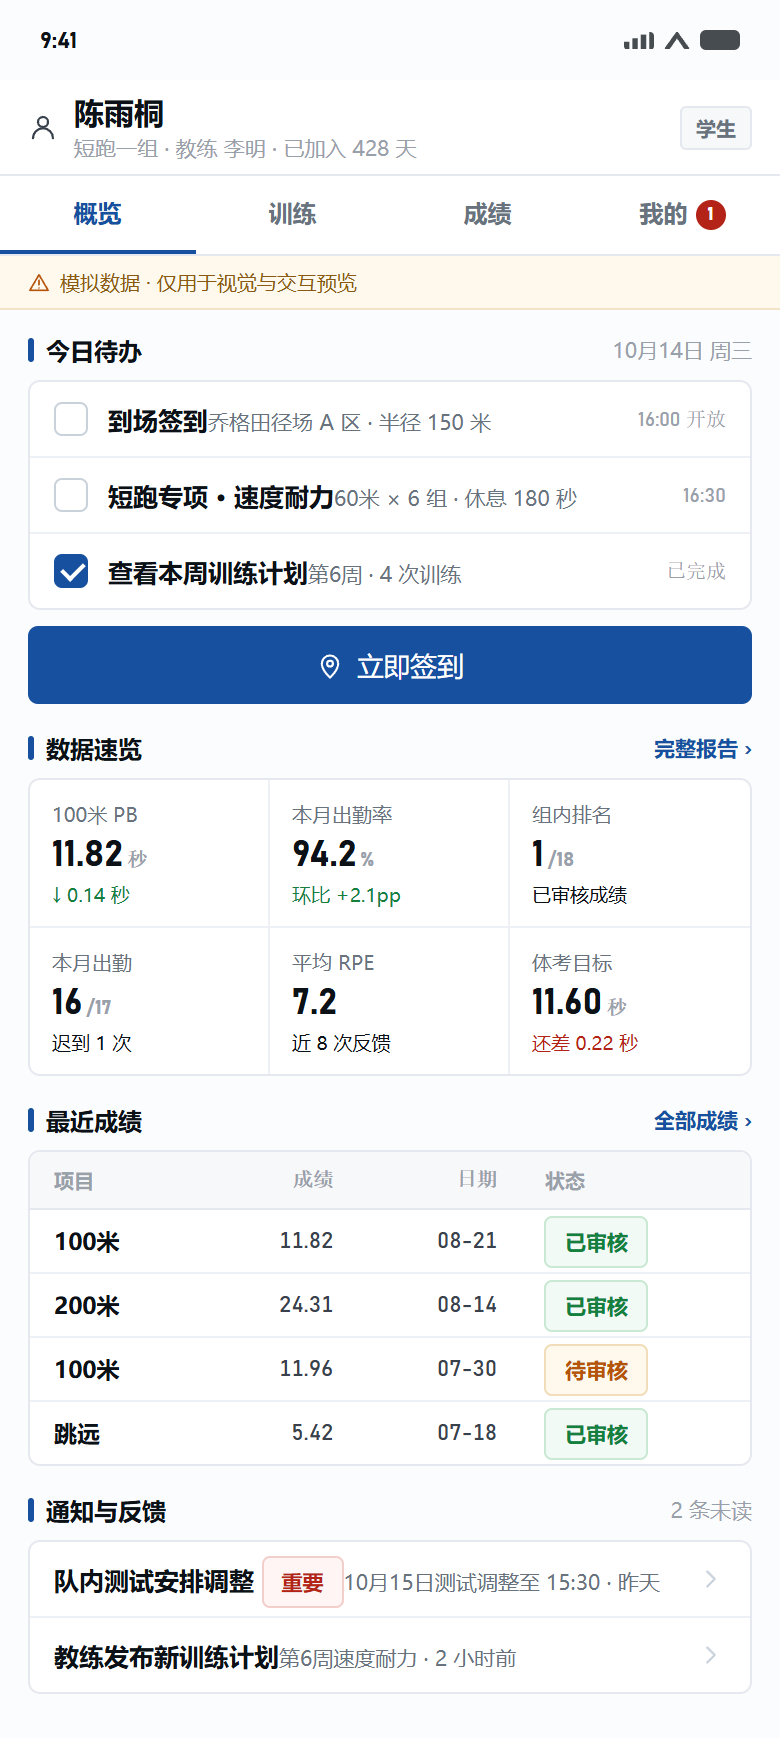 9:41
陈雨桐
短跑一组 · 教练 李明 · 已加入 428 天
学生
概览 训练 成绩 我的 1
模拟数据 · 仅用于视觉与交互预览
今日待办 10月14日 周三
到场签到乔格田径场 A 区 · 半径 150 米 16:00 开放
短跑专项 • 速度耐力60米 × 6 组 · 休息 180 秒 16:30
查看本周训练计划第6周 · 4 次训练 已完成
立即签到
数据速览 完整报告 ›
100米 PB 本月出勤率 组内排名
11.82 秒 94.2 % 1 /18
↓ 0.14 秒 环比 +2.1pp 已审核成绩
本月出勤 平均 RPE 体考目标
16 /17 7.2 11.60 秒
迟到 1 次 近 8 次反馈 还差 0.22 秒
最近成绩 全部成绩 ›
项目 成绩 日期 状态
100米 11.82 08-21 已审核
200米 24.31 08-14 已审核
100米 11.96 07-30 待审核
跳远 5.42 07-18 已审核
通知与反馈 2 条未读
队内测试安排调整 重要 10月15日测试调整至 15:30 · 昨天
教练发布新训练计划第6周速度耐力 · 2 小时前